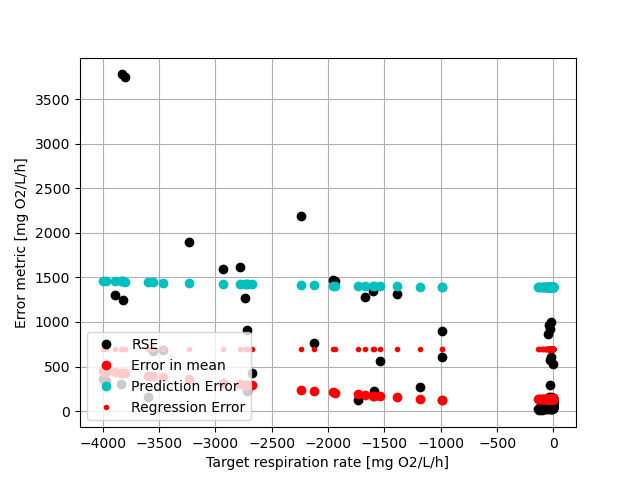 3500
3000
2500
2000
1500
1000
500
0
Error metric [mg O2/L/h]
RSE
Error in mean
Prediction Error
Regression Error
−4000 −3500 −3000 −2500 −2000 −1500 −1000 −500 0
Target respiration rate [mg O2/L/h]